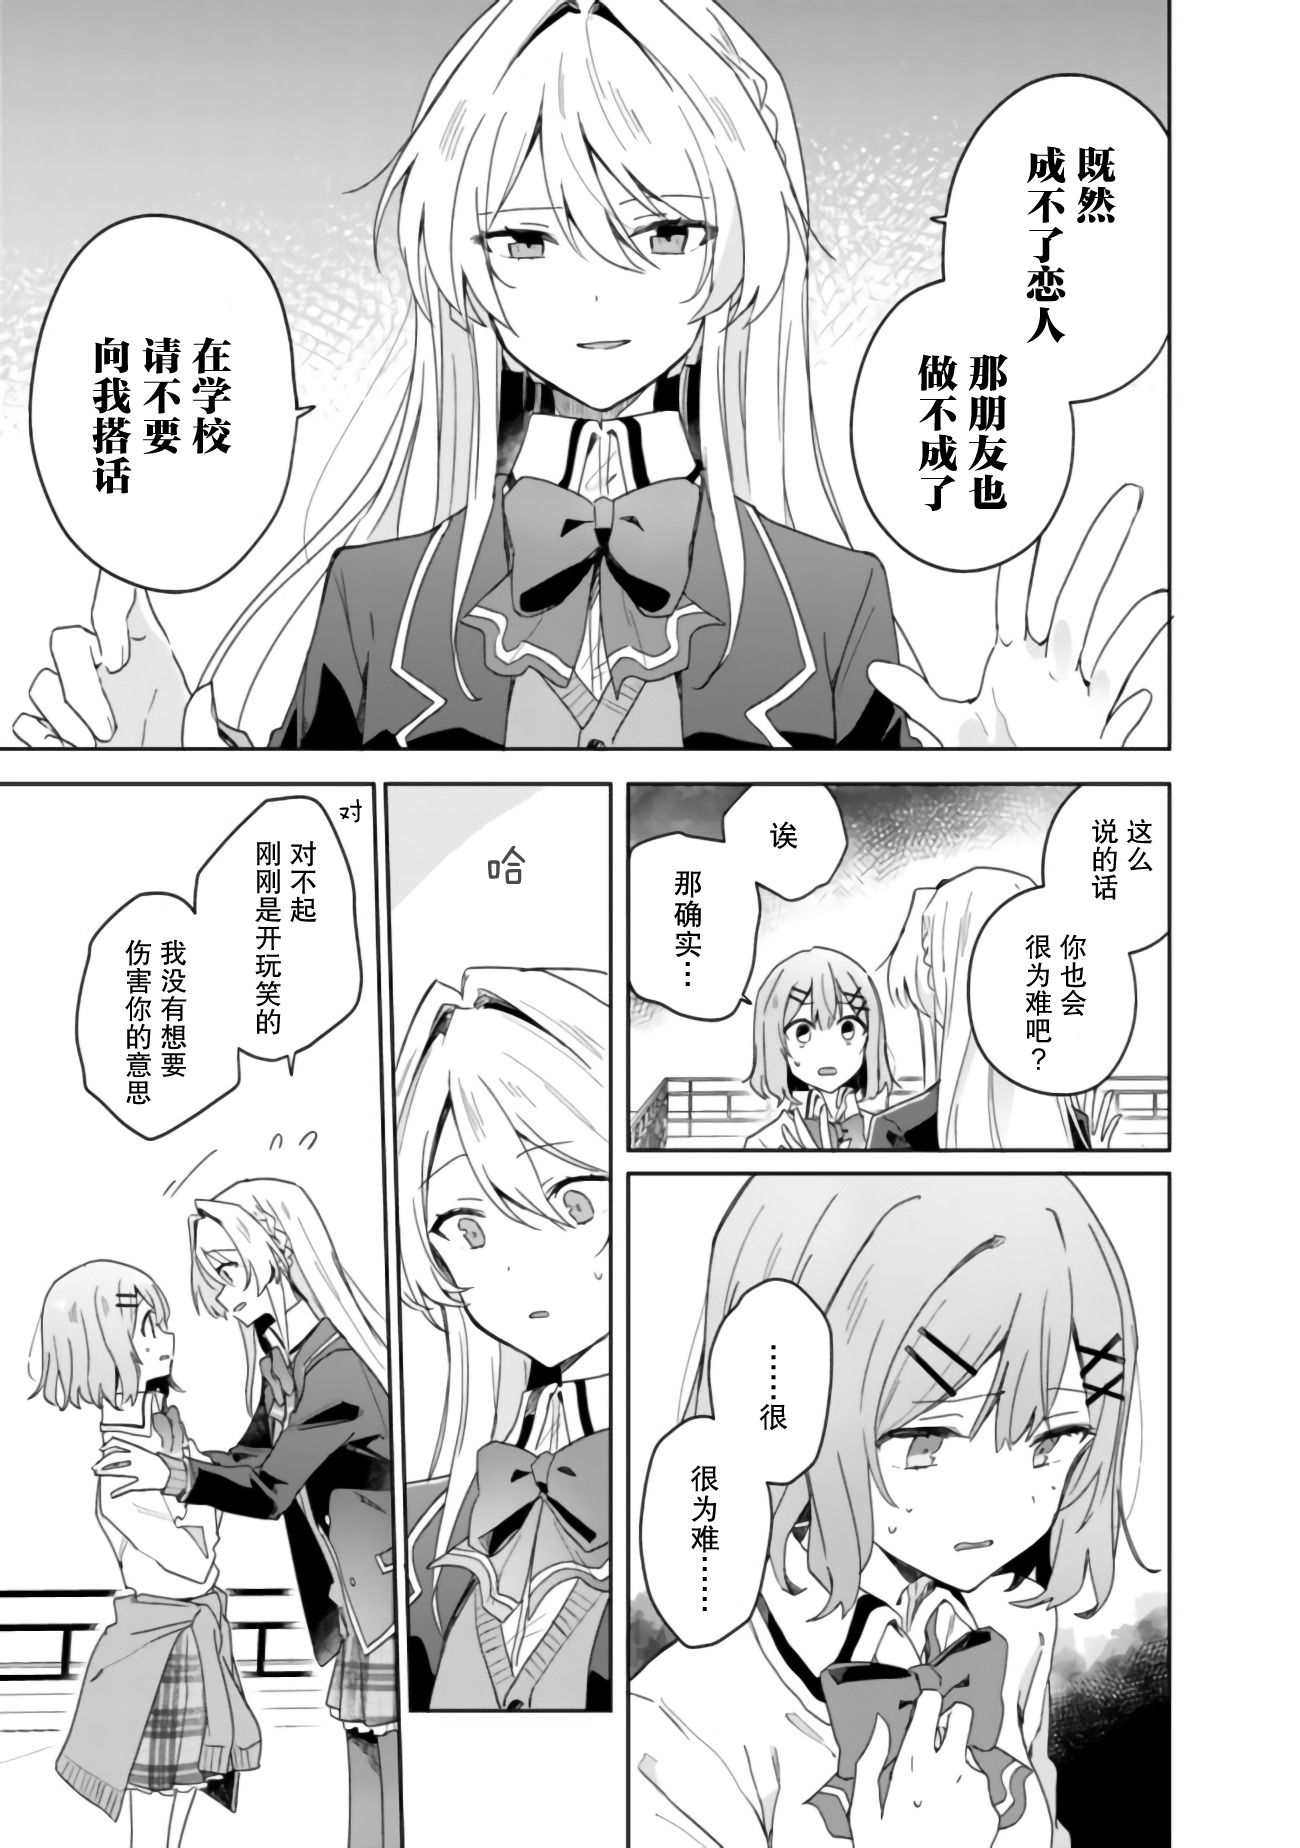 既然
成不了恋人
那朋友也
做不成了
在学校
请不要
向我搭话
这么
说的话
你也会
很为难吧？
诶
那确实…
……很
很为难……
哈
对
对不起
刚刚是开玩笑的
我没有想要
伤害你的意思